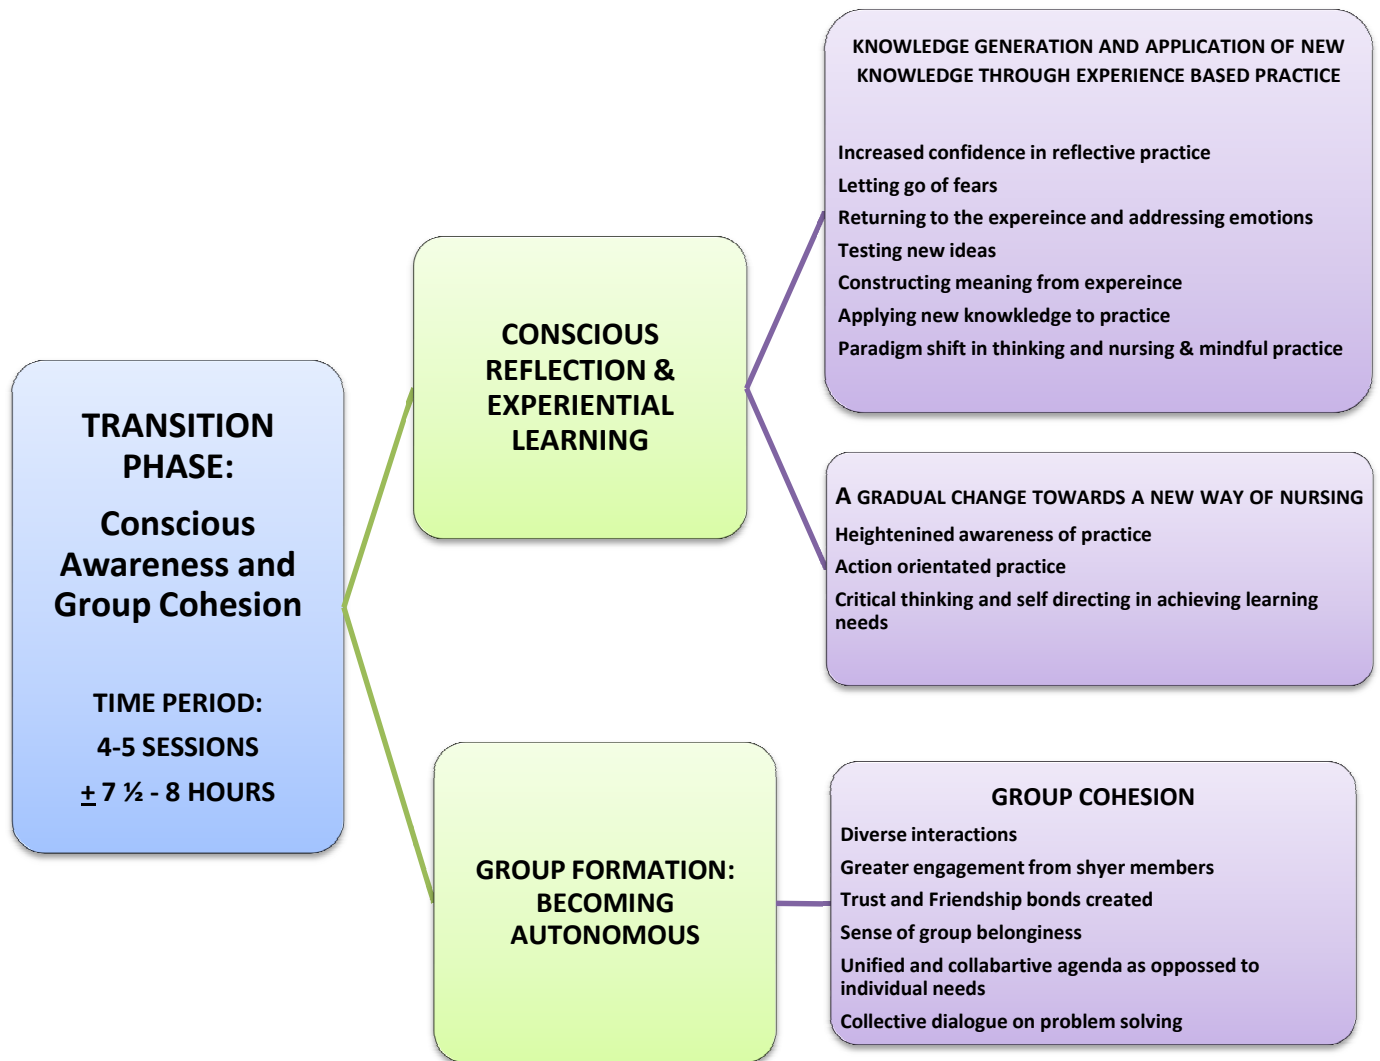 TRANSITION
PHASE:
Conscious
Awareness and
Group Cohesion
TIME PERIOD:
4-5 SESSIONS
± 7 ½ - 8 HOURS
CONSCIOUS
REFLECTION &
EXPERIENTIAL
LEARNING
KNOWLEDGE GENERATION AND APPLICATION OF NEW
KNOWLEDGE THROUGH EXPERIENCE BASED PRACTICE
Increased confidence in reflective practice
Letting go of fears
Returning to the expereince and addressing emotions
Testing new ideas
Constructing meaning from expereince
Applying new knowkledge to practice
Paradigm shift in thinking and nursing & mindful practice
A GRADUAL CHANGE TOWARDS A NEW WAY OF NURSING
Heightenined awareness of practice
Action orientated practice
Critical thinking and self directing in achieving learning
needs
GROUP FORMATION:
BECOMING
AUTONOMOUS
GROUP COHESION
Diverse interactions
Greater engagement from shyer members
Trust and Friendship bonds created
Sense of group belonginess
Unified and collabartive agenda as oppossed to
individual needs
Collective dialogue on problem solving